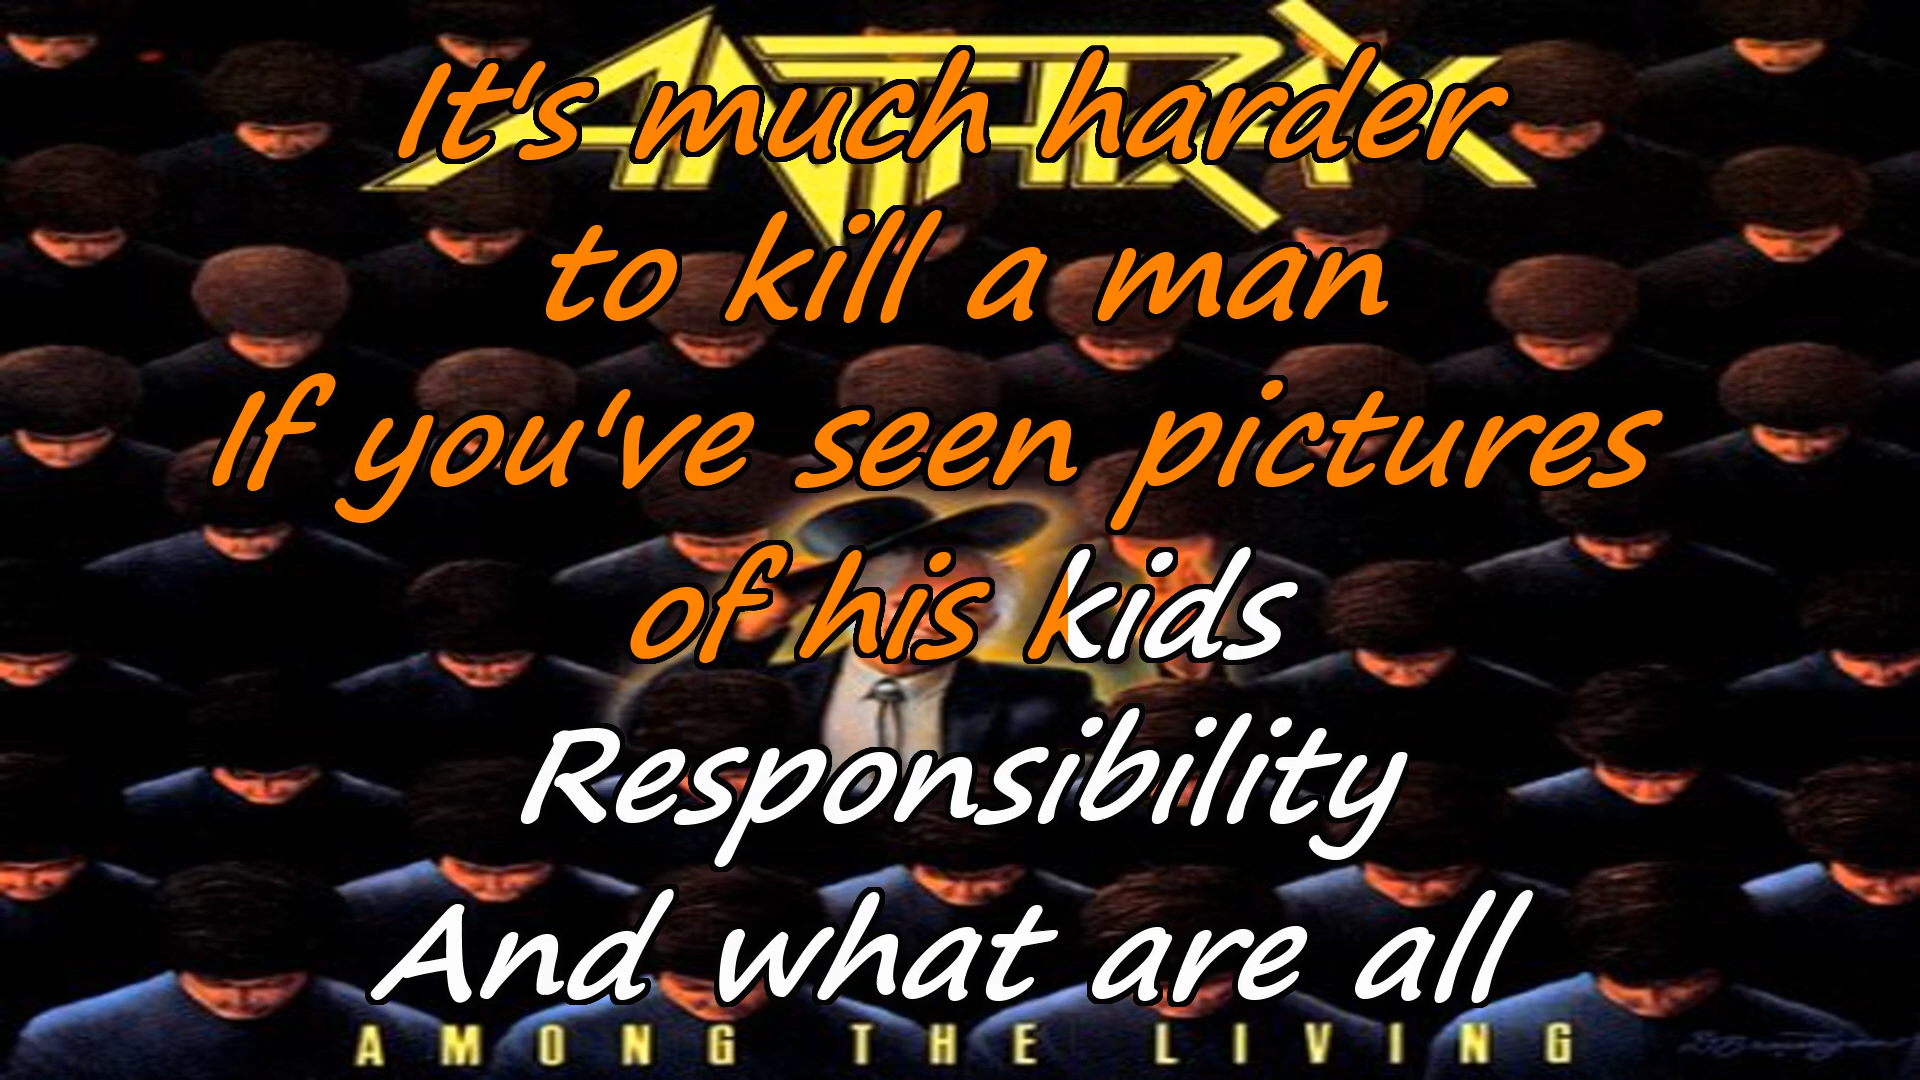 ANTHRAX
It's much harder
to kill a man
If you've seen pictures
of his kids
Responsibility
And what are all
AMONG THE LIVING